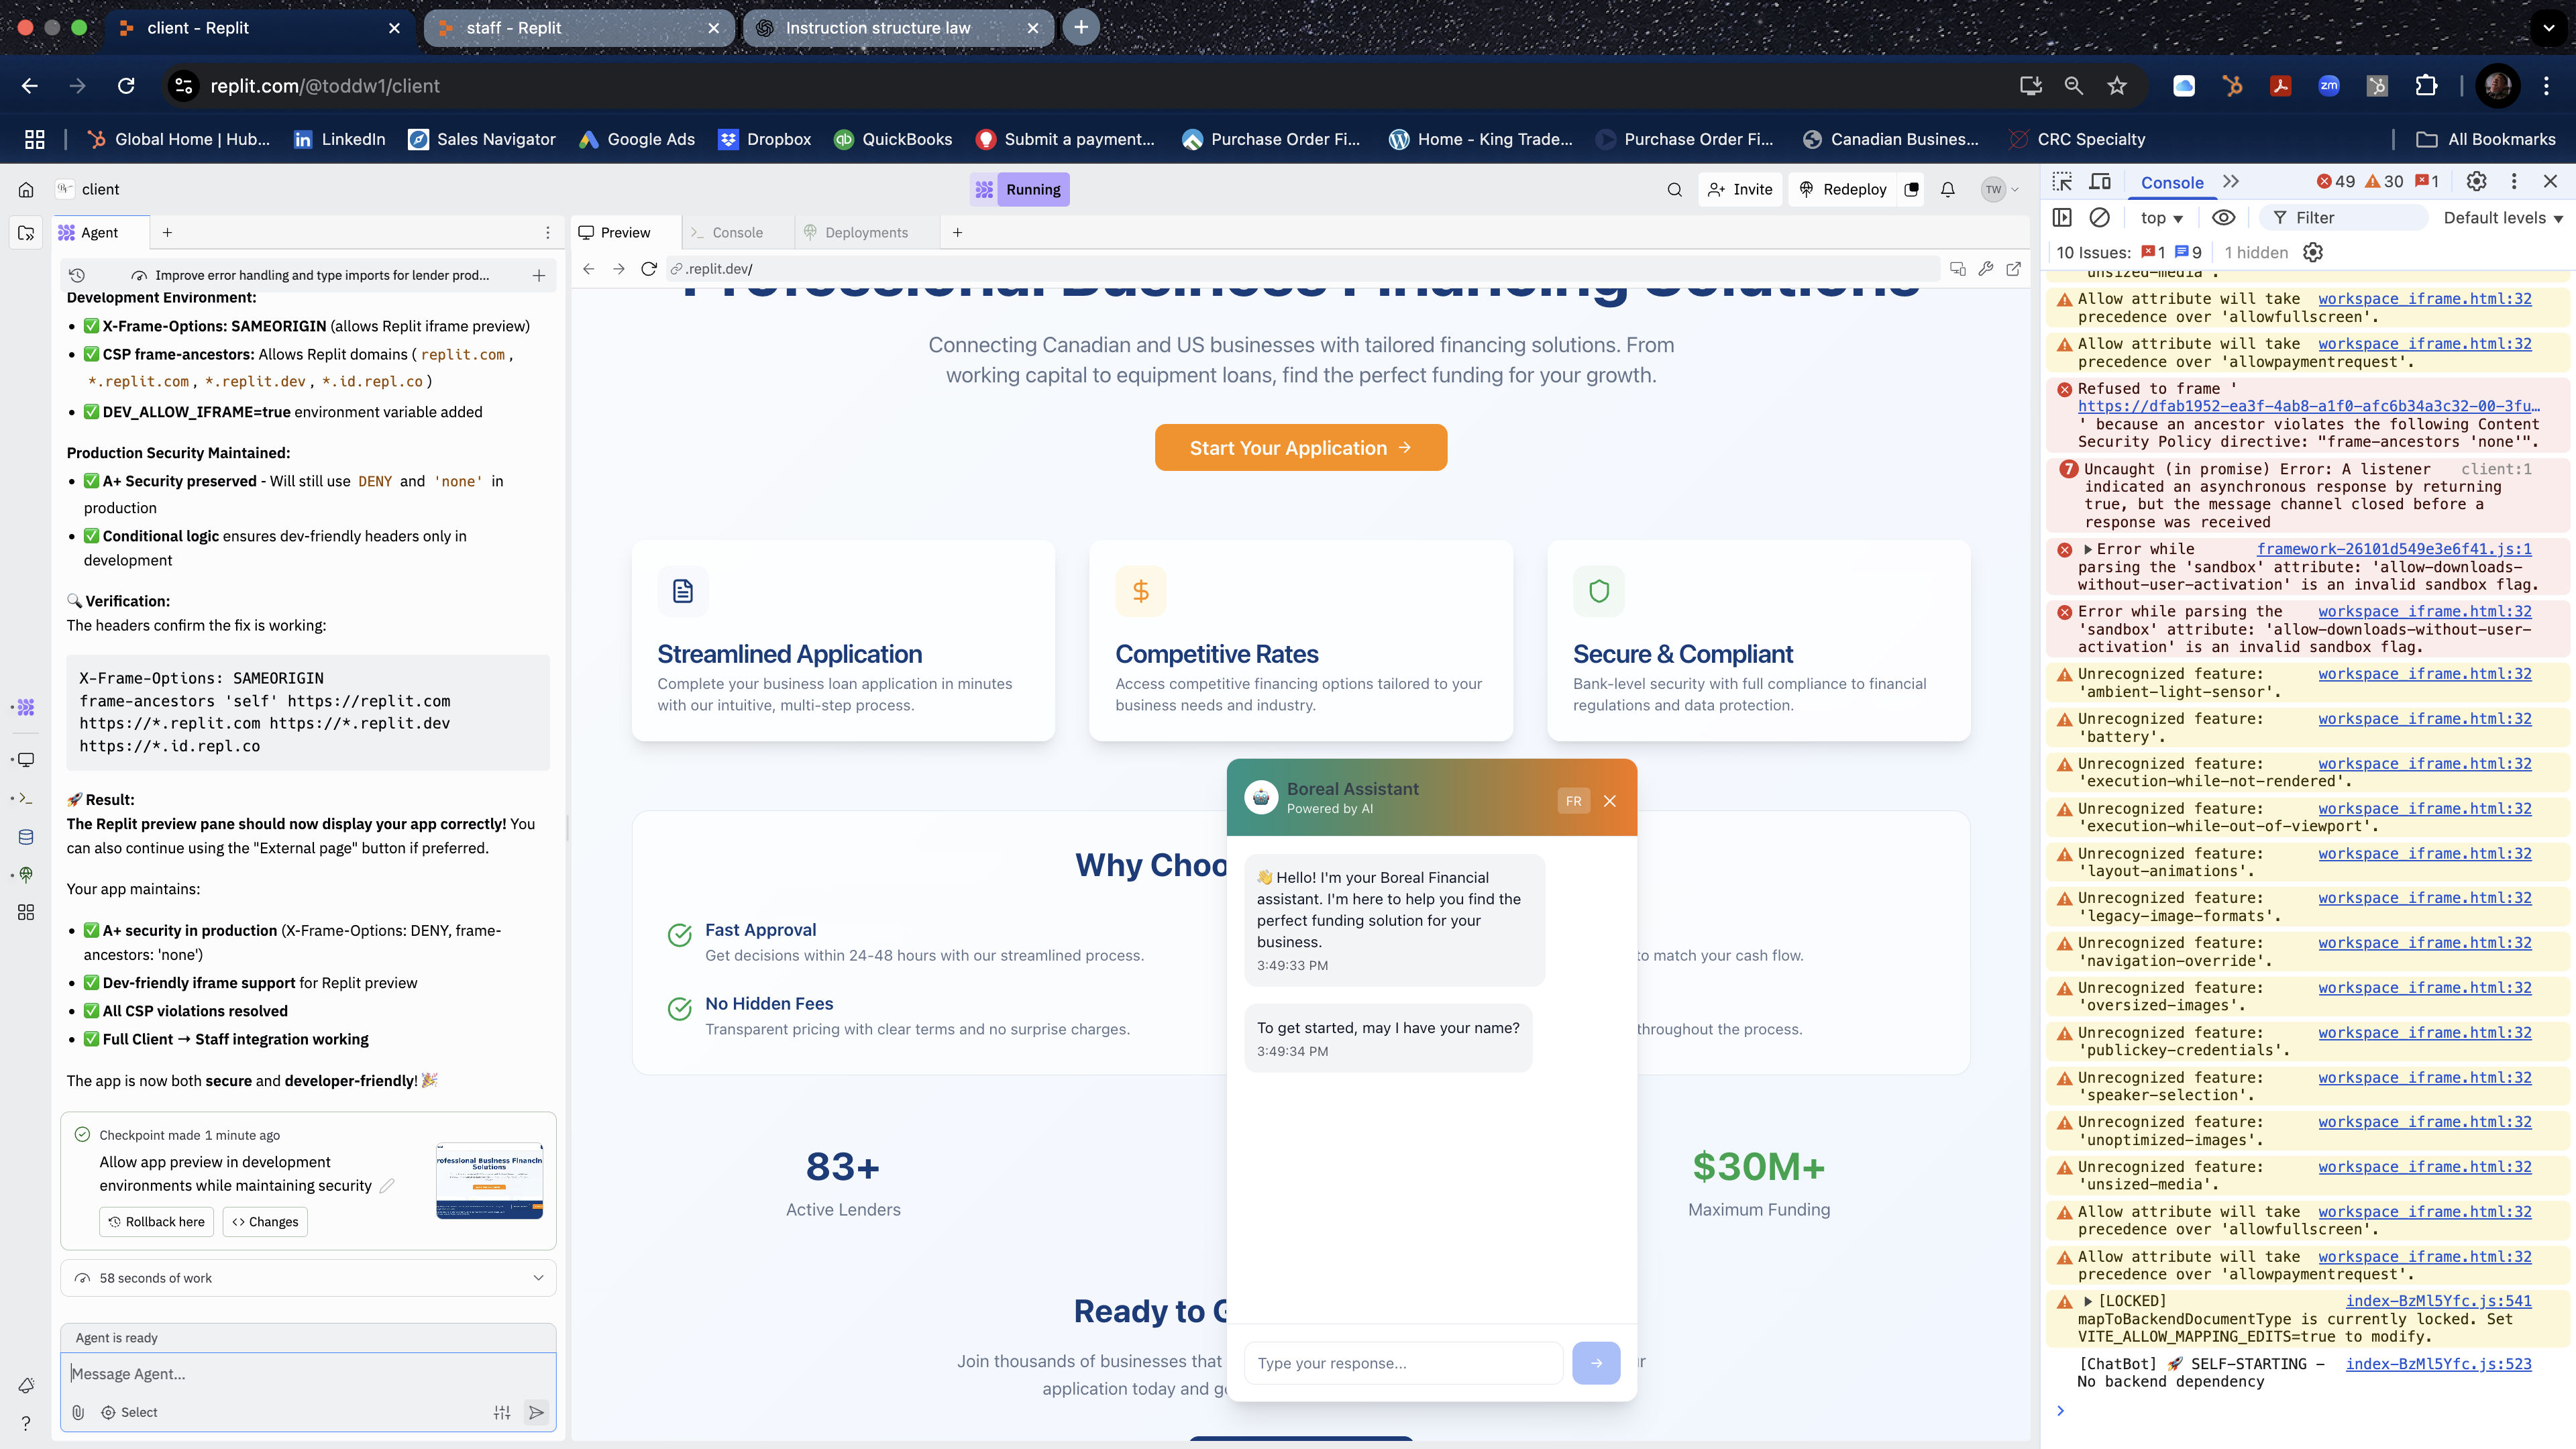 client - Replit
staff - Replit
Instruction structure law
replit.com/@toddw1/client
zm
Global Home | Hub...
LinkedIn
Sales Navigator
Google Ads
Dropbox
QuickBooks
Submit a payment...
Purchase Order Fi...
Home - King Trade...
Purchase Order Fi...
Canadian Busines...
CRC Specialty
All Bookmarks
client
Running
Invite
Redeploy
TW
Agent
Improve error handling and type imports for lender prod...
Development Environment:
• ✅ X-Frame-Options: SAMEORIGIN (allows Replit iframe preview)
• ✅ CSP frame-ancestors: Allows Replit domains ( replit.com ,
*.replit.com , *.replit.dev , *.id.repl.co )
• ✅ DEV_ALLOW_IFRAME=true environment variable added
Production Security Maintained:
• ✅ A+ Security preserved - Will still use DENY and 'none' in
production
• ✅ Conditional logic ensures dev-friendly headers only in
development
🔍 Verification:
The headers confirm the fix is working:
X-Frame-Options: SAMEORIGIN
frame-ancestors 'self' https://replit.com
https://*.replit.com https://*.replit.dev
https://*.id.repl.co
🚀 Result:
The Replit preview pane should now display your app correctly! You
can also continue using the "External page" button if preferred.
Your app maintains:
• ✅ A+ security in production (X-Frame-Options: DENY, frame-
ancestors: 'none')
• ✅ Dev-friendly iframe support for Replit preview
• ✅ All CSP violations resolved
• ✅ Full Client → Staff integration working
The app is now both secure and developer-friendly! 🎉
Checkpoint made 1 minute ago
Allow app preview in development
environments while maintaining security
Rollback here
Changes
58 seconds of work
Agent is ready
Message Agent...
Select
Preview
Console
Deployments
.replit.dev/
Professional Business Financing Solutions
Connecting Canadian and US businesses with tailored financing solutions. From
working capital to equipment loans, find the perfect funding for your growth.
Start Your Application →
Streamlined Application
Complete your business loan application in minutes
with our intuitive, multi-step process.
Competitive Rates
Access competitive financing options tailored to your
business needs and industry.
Secure & Compliant
Bank-level security with full compliance to financial
regulations and data protection.
Why Choo
Fast Approval
Get decisions within 24-48 hours with our streamlined process.
to match your cash flow.
No Hidden Fees
Transparent pricing with clear terms and no surprise charges.
throughout the process.
83+
Active Lenders
$30M+
Maximum Funding
Ready to G
Join thousands of businesses that
application today and ge
Boreal Assistant
Powered by AI
FR
👋 Hello! I'm your Boreal Financial
assistant. I'm here to help you find the
perfect funding solution for your
business.
3:49:33 PM
To get started, may I have your name?
3:49:34 PM
Type your response...
Console
49
30
1
top
Filter
Default levels
10 Issues:
1
9
1 hidden
'unsized-media'.
Allow attribute will take workspace_iframe.html:32
precedence over 'allowfullscreen'.
Allow attribute will take workspace_iframe.html:32
precedence over 'allowpaymentrequest'.
Refused to frame '
https://dfab1952-ea3f-4ab8-a1f0-afc6b34a3c32-00-3fu…
' because an ancestor violates the following Content
Security Policy directive: "frame-ancestors 'none'".
7 Uncaught (in promise) Error: A listener client:1
indicated an asynchronous response by returning
true, but the message channel closed before a
response was received
Error while framework-26101d549e3e6f41.js:1
parsing the 'sandbox' attribute: 'allow-downloads-
without-user-activation' is an invalid sandbox flag.
Error while parsing the workspace_iframe.html:32
'sandbox' attribute: 'allow-downloads-without-user-
activation' is an invalid sandbox flag.
Unrecognized feature: workspace_iframe.html:32
'ambient-light-sensor'.
Unrecognized feature: workspace_iframe.html:32
'battery'.
Unrecognized feature: workspace_iframe.html:32
'execution-while-not-rendered'.
Unrecognized feature: workspace_iframe.html:32
'execution-while-out-of-viewport'.
Unrecognized feature: workspace_iframe.html:32
'layout-animations'.
Unrecognized feature: workspace_iframe.html:32
'legacy-image-formats'.
Unrecognized feature: workspace_iframe.html:32
'navigation-override'.
Unrecognized feature: workspace_iframe.html:32
'oversized-images'.
Unrecognized feature: workspace_iframe.html:32
'publickey-credentials'.
Unrecognized feature: workspace_iframe.html:32
'speaker-selection'.
Unrecognized feature: workspace_iframe.html:32
'unoptimized-images'.
Unrecognized feature: workspace_iframe.html:32
'unsized-media'.
Allow attribute will take workspace_iframe.html:32
precedence over 'allowfullscreen'.
Allow attribute will take workspace_iframe.html:32
precedence over 'allowpaymentrequest'.
[LOCKED] index-BzMl5Yfc.js:541
mapToBackendDocumentType is currently locked. Set
VITE_ALLOW_MAPPING_EDITS=true to modify.
[ChatBot] 🚀 SELF-STARTING - index-BzMl5Yfc.js:523
No backend dependency